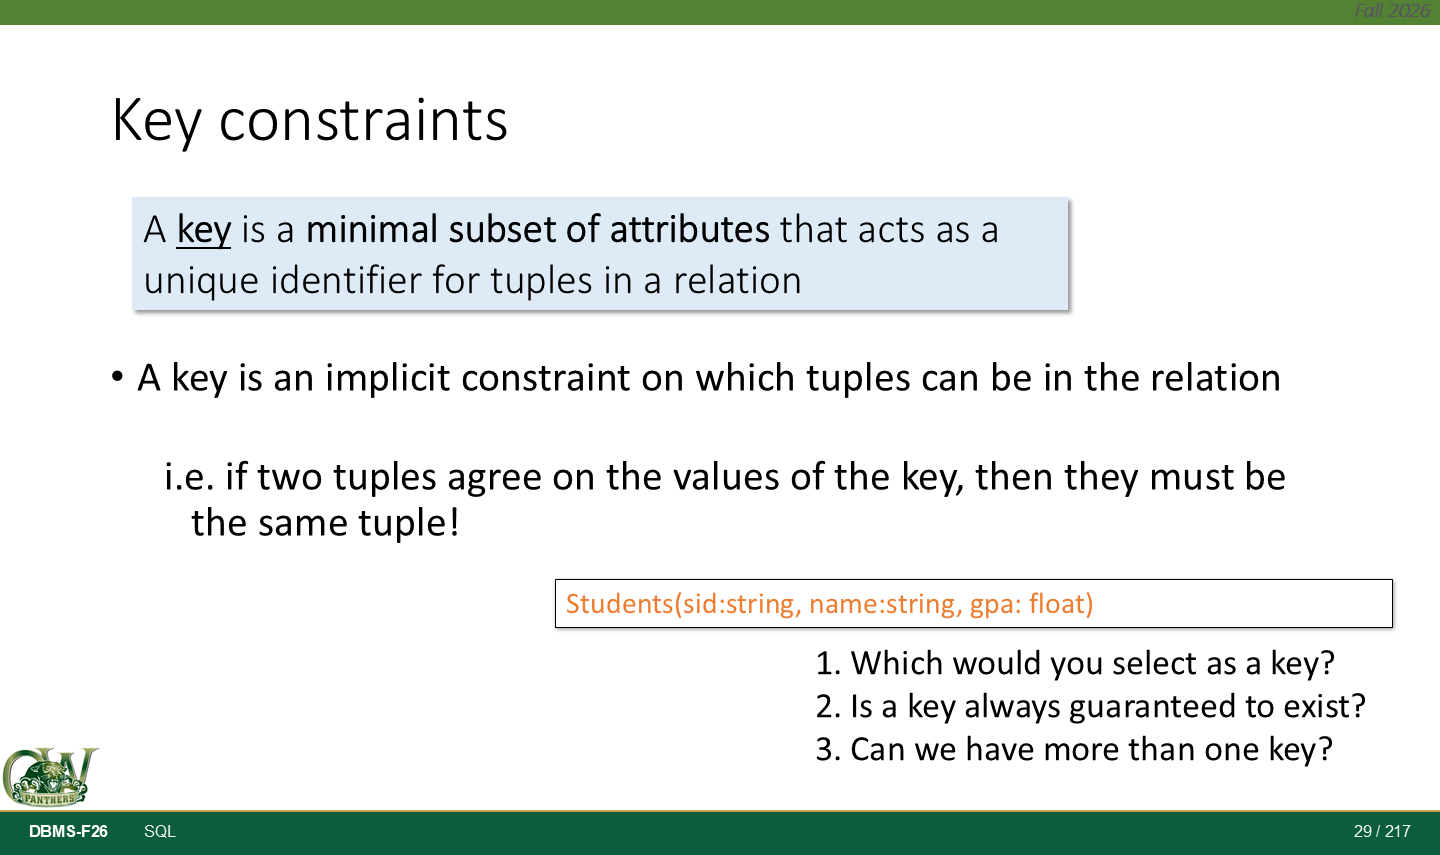 Fall 2026
Key constraints
A key is a minimal subset of attributes that acts as a
unique identifier for tuples in a relation
• A key is an implicit constraint on which tuples can be in the relation
i.e. if two tuples agree on the values of the key, then they must be
the same tuple!
Students(sid:string, name:string, gpa: float)
1. Which would you select as a key?
2. Is a key always guaranteed to exist?
3. Can we have more than one key?
OW
PANTHERS
DBMS-F26 SQL 29 / 217